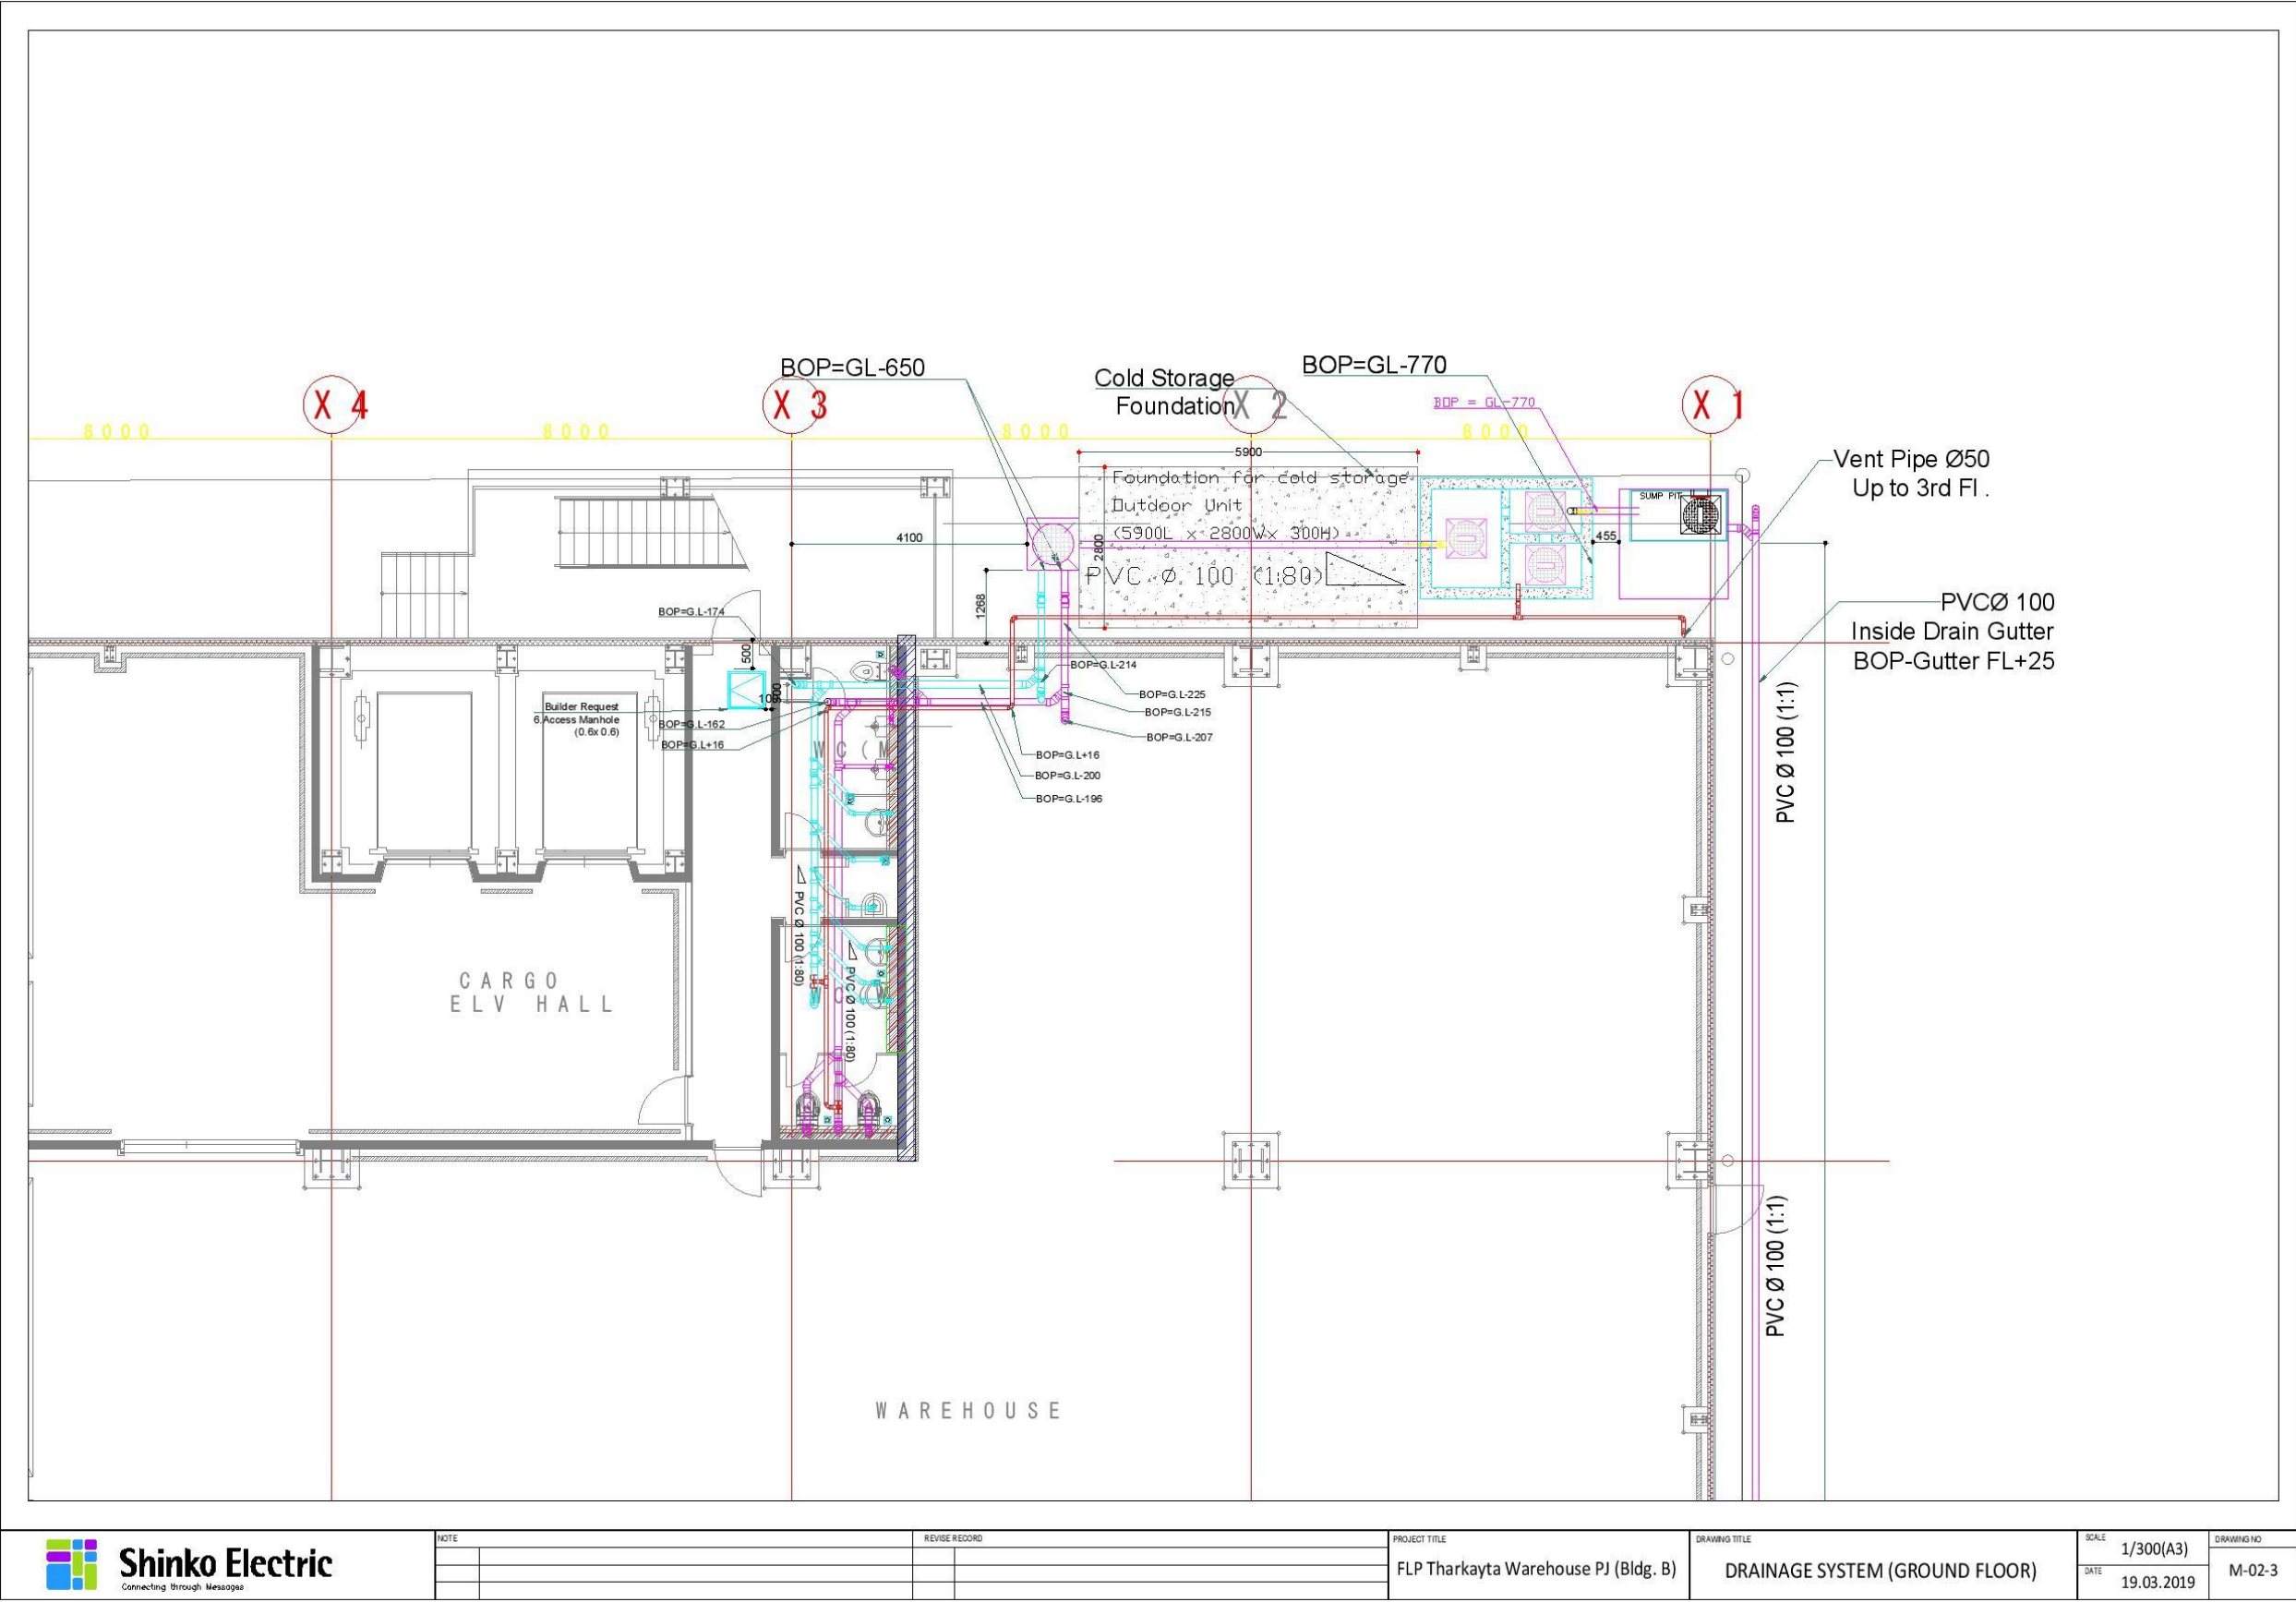 BOP=GL-650
BOP=GL-770
Cold Storage
Foundation
BOP = GL-770
X 4
X 3
X 2
X 1
8000
8000
8000
8000
5900
Vent Pipe Ø50
Up to 3rd Fl .
Foundation for cold storage
Outdoor Unit
(5900L x 2800Wx 300H)
PVC Ø 100 (1:80)
2800
SUMP PIT
455
4100
1268
PVCØ 100
Inside Drain Gutter
BOP-Gutter FL+25
BOP=G.L-174
500
BOP=G.L-214
BOP=G.L-225
BOP=G.L-215
BOP=G.L-207
Builder Request
6.Access Manhole
(0.6x 0.6)
BOP=G.L-162
BOP=G.L+16
BOP=G.L+16
BOP=G.L-200
BOP=G.L-196
WC(M
PVC Ø 100 (1:1)
PVC Ø 100 (1:80)
PVC Ø 100 (1:80)
CARGO
ELV HALL
PVC Ø 100 (1:1)
WAREHOUSE
Shinko Electric
Connecting through Messages
NOTE
REVISE RECORD
PROJECT TITLE
FLP Tharkayta Warehouse PJ (Bldg. B)
DRAWING TITLE
DRAINAGE SYSTEM (GROUND FLOOR)
SCALE
1/300(A3)
DATE
19.03.2019
DRAWING NO
M-02-3